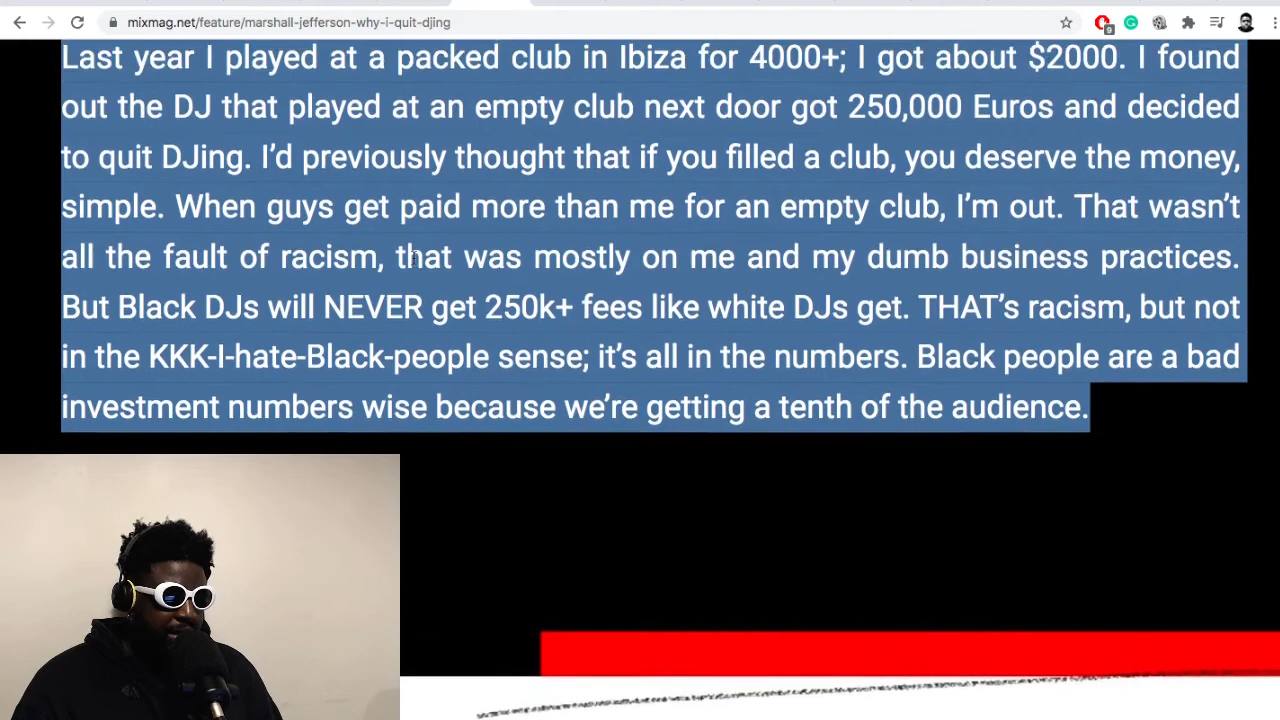 mixmag.net/feature/marshall-jefferson-why-i-quit-djing
9
Last year I played at a packed club in Ibiza for 4000+; I got about $2000. I found
out the DJ that played at an empty club next door got 250,000 Euros and decided
to quit DJing. I’d previously thought that if you filled a club, you deserve the money,
simple. When guys get paid more than me for an empty club, I’m out. That wasn’t
all the fault of racism, that was mostly on me and my dumb business practices.
But Black DJs will NEVER get 250k+ fees like white DJs get. THAT’s racism, but not
in the KKK-I-hate-Black-people sense; it’s all in the numbers. Black people are a bad
investment numbers wise because we’re getting a tenth of the audience.